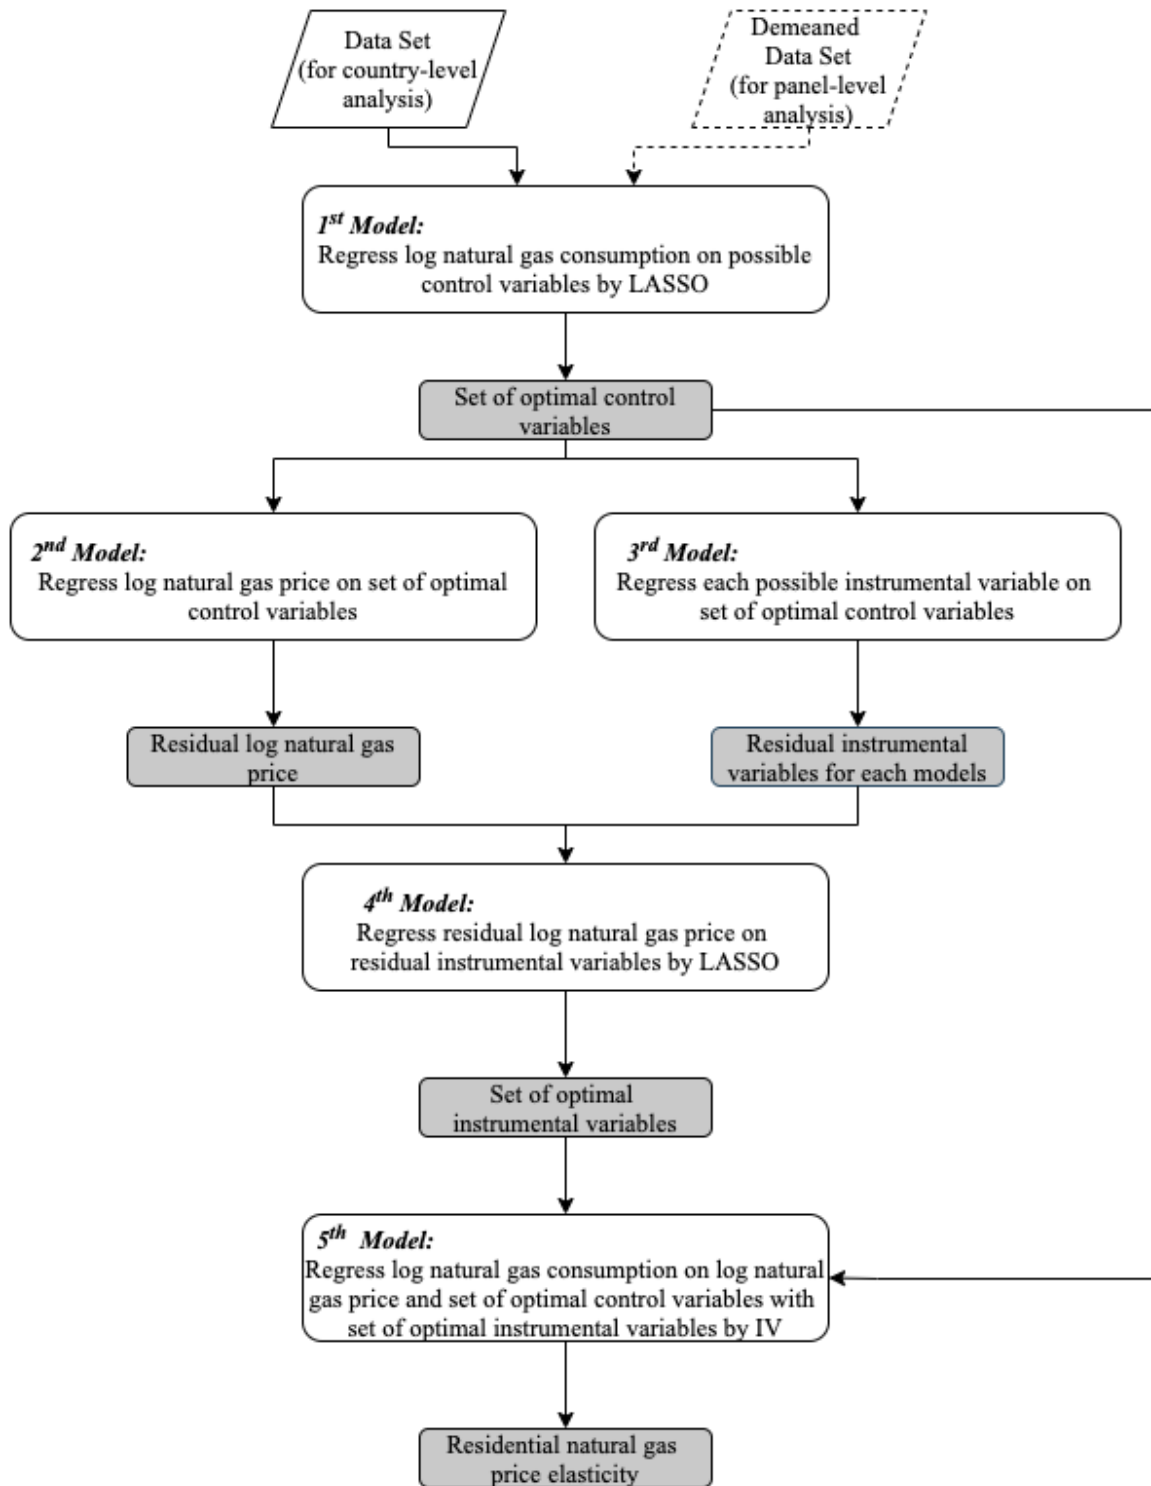 Data Set
(for country-level
analysis)
Demeaned
Data Set
(for panel-level
analysis)
1st Model:
Regress log natural gas consumption on possible
control variables by LASSO
Set of optimal control
variables
2nd Model:
Regress log natural gas price on set of optimal
control variables
3rd Model:
Regress each possible instrumental variable on
set of optimal control variables
Residual log natural gas
price
Residual instrumental
variables for each models
4th Model:
Regress residual log natural gas price on
residual instrumental variables by LASSO
Set of optimal
instrumental variables
5th Model:
Regress log natural gas consumption on log natural
gas price and set of optimal control variables with
set of optimal instrumental variables by IV
Residential natural gas
price elasticity